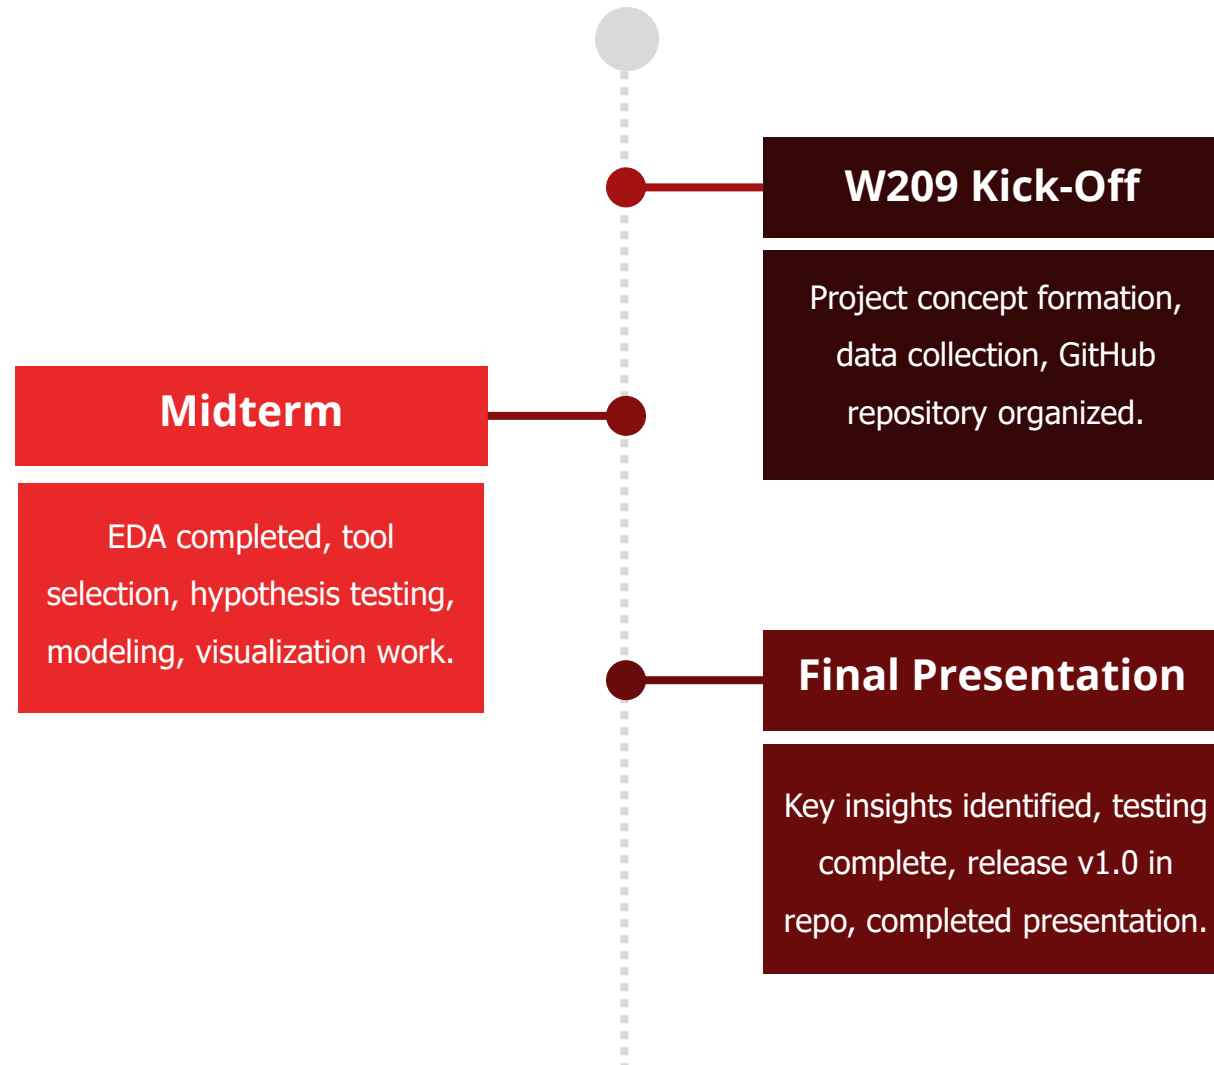 W209 Kick-Off
Project concept formation,
data collection, GitHub
repository organized.
Midterm
EDA completed, tool
selection, hypothesis testing,
modeling, visualization work.
Final Presentation
Key insights identified, testing
complete, release v1.0 in
repo, completed presentation.